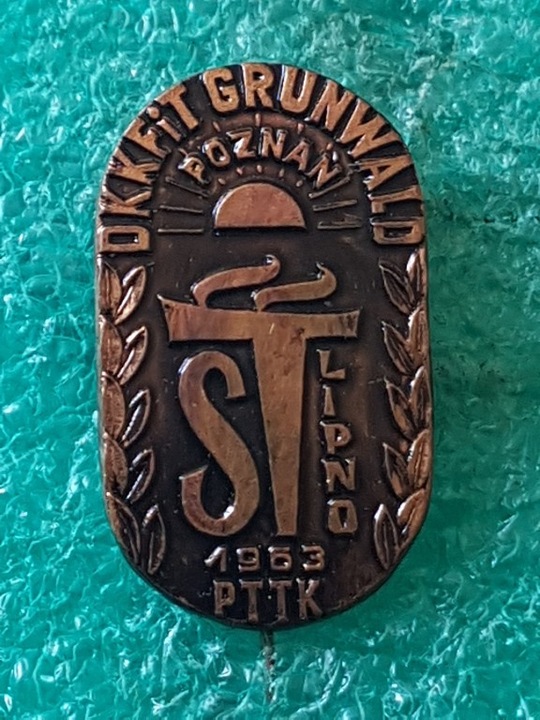 DKKFiT GRUNWALD
POZNAŃ
ST
LIPNO
1963
PTTK